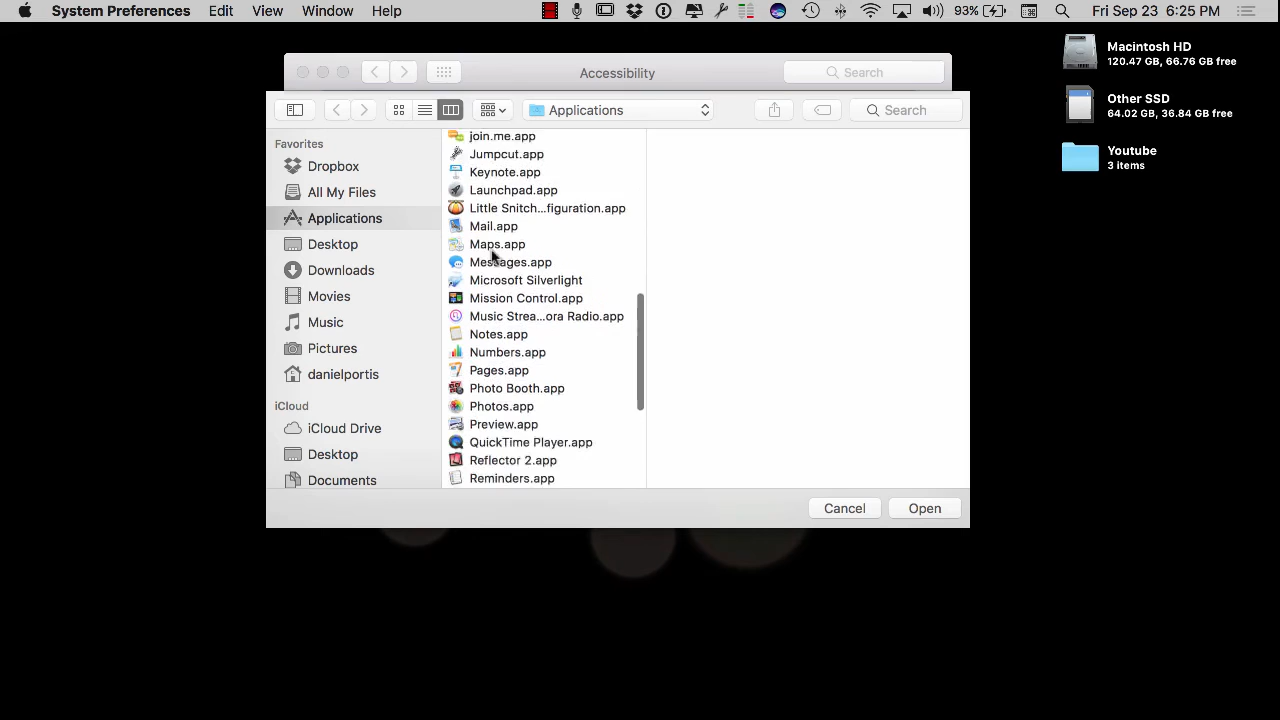 System Preferences Edit View Window Help 93% Fri Sep 23 6:25 PM
Macintosh HD
120.47 GB, 66.76 GB free
Other SSD
64.02 GB, 36.84 GB free
Youtube
3 items
Accessibility Search
Applications Search
Favorites
Dropbox
All My Files
Applications
Desktop
Downloads
Movies
Music
Pictures
danielportis
iCloud
iCloud Drive
Desktop
Documents
join.me.app
Jumpcut.app
Keynote.app
Launchpad.app
Little Snitch...figuration.app
Mail.app
Maps.app
Messages.app
Microsoft Silverlight
Mission Control.app
Music Strea...ora Radio.app
Notes.app
Numbers.app
Pages.app
Photo Booth.app
Photos.app
Preview.app
QuickTime Player.app
Reflector 2.app
Reminders.app
Cancel Open